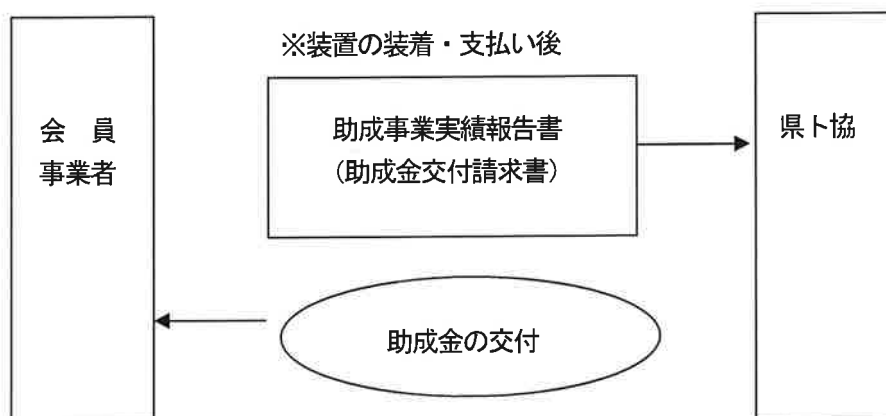 ※装置の装着・支払い後
会　員
事業者
助成事業実績報告書
（助成金交付請求書）
県ト協
助成金の交付